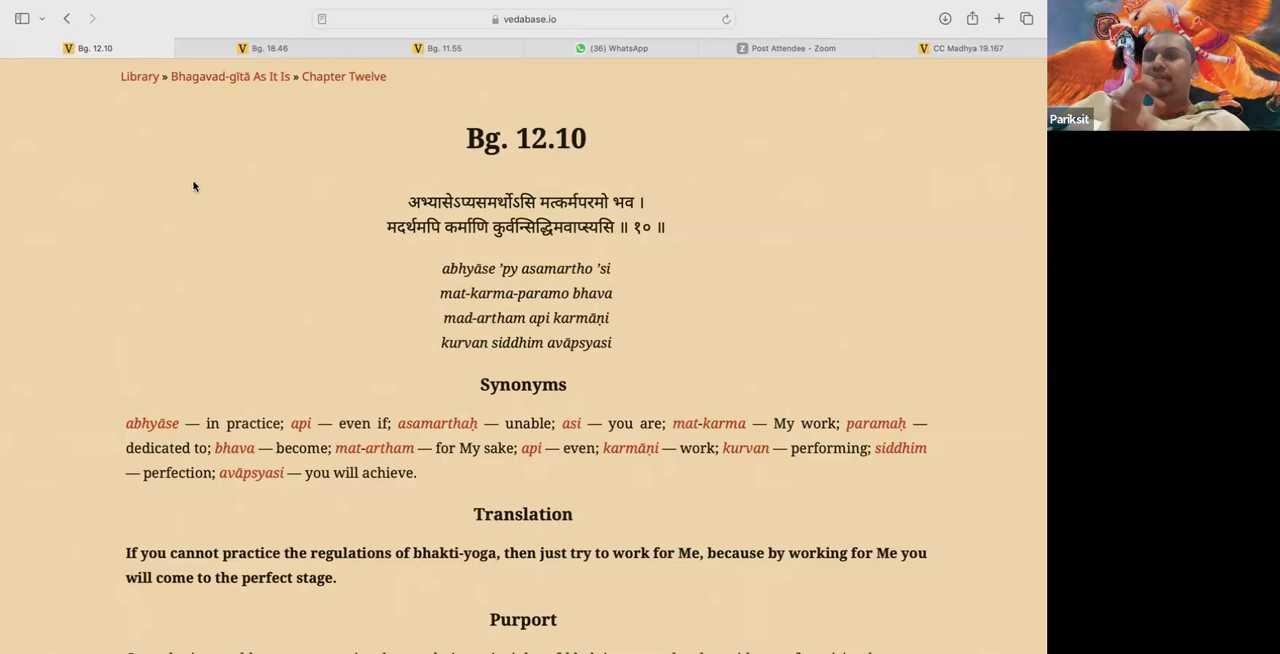 vedabase.io
Bg. 12.10
Bg. 18.46
Bg. 11.55
(36) WhatsApp
Post Attendee - Zoom
CC Madhya 19.167
Library » Bhagavad-gītā As It Is » Chapter Twelve
Pariksit
Bg. 12.10
अभ्यासेऽप्यसमर्थोऽसि मत्कर्मपरमो भव ।
मदर्थमपि कर्माणि कुर्वन्सिद्धिमवाप्स्यसि ॥ १० ॥
abhyāse ’py asamartho ’si
mat-karma-paramo bhava
mad-artham api karmāṇi
kurvan siddhim avāpsyasi
Synonyms
abhyāse — in practice; api — even if; asamarthaḥ — unable; asi — you are; mat-karma — My work; paramaḥ —
dedicated to; bhava — become; mat-artham — for My sake; api — even; karmāṇi — work; kurvan — performing; siddhim
— perfection; avāpsyasi — you will achieve.
Translation
If you cannot practice the regulations of bhakti-yoga, then just try to work for Me, because by working for Me you
will come to the perfect stage.
Purport